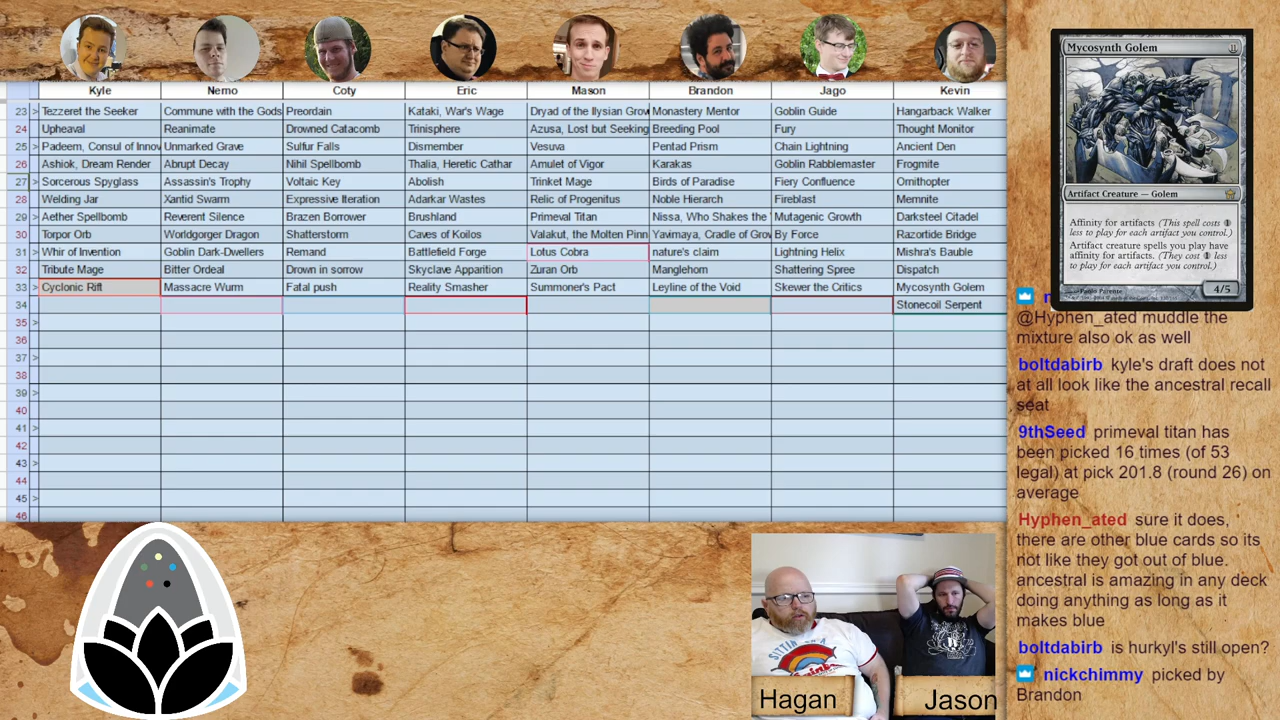 Kyle Nemo Coty Eric Mason Brandon Jago Kevin
23 > Tezzeret the Seeker Commune with the Gods Preordain Kataki, War's Wage Dryad of the Ilysian Grov Monastery Mentor Goblin Guide Hangarback Walker
24 Upheaval Reanimate Drowned Catacomb Trinisphere Azusa, Lost but Seeking Breeding Pool Fury Thought Monitor
25 > Padeem, Consul of Innov Unmarked Grave Sulfur Falls Dismember Vesuva Pentad Prism Chain Lightning Ancient Den
26 Ashiok, Dream Render Abrupt Decay Nihil Spellbomb Thalia, Heretic Cathar Amulet of Vigor Karakas Goblin Rabblemaster Frogmite
27 > Sorcerous Spyglass Assassin's Trophy Voltaic Key Abolish Trinket Mage Birds of Paradise Fiery Confluence Ornithopter
28 Welding Jar Xantid Swarm Expressive Iteration Adarkar Wastes Relic of Progenitus Noble Hierarch Fireblast Memnite
29 > Aether Spellbomb Reverent Silence Brazen Borrower Brushland Primeval Titan Nissa, Who Shakes the Mutagenic Growth Darksteel Citadel
30 Torpor Orb Worldgorger Dragon Shatterstorm Caves of Koilos Valakut, the Molten Pinn Yavimaya, Cradle of Grov By Force Razortide Bridge
31 > Whir of Invention Goblin Dark-Dwellers Remand Battlefield Forge Lotus Cobra nature's claim Lightning Helix Mishra's Bauble
32 Tribute Mage Bitter Ordeal Drown in sorrow Skyclave Apparition Zuran Orb Manglehorn Shattering Spree Dispatch
33 > Cyclonic Rift Massacre Wurm Fatal push Reality Smasher Summoner's Pact Leyline of the Void Skewer the Critics Mycosynth Golem
34 Stonecoil Serpent
35 >
36
37 >
38
39 >
40
41 >
42
43 >
44
45 >
46
Mycosynth Golem 11
Artifact Creature — Golem
Affinity for artifacts (This spell costs 1
less to play for each artifact you control.)
Artifact creature spells you play have
affinity for artifacts. (They cost 1 less
to play for each artifact you control.)
4/5
@Hyphen_ated muddle the
mixture also ok as well
boltdabirb kyle's draft does not
at all look like the ancestral recall
seat
9thSeed primeval titan has
been picked 16 times (of 53
legal) at pick 201.8 (round 26) on
average
Hyphen_ated sure it does,
there are other blue cards so its
not like they got out of blue.
ancestral is amazing in any deck
doing anything as long as it
makes blue
boltdabirb is hurkyl's still open?
nickchimmy picked by
Brandon
SITTIN' ON A
Hagan
Jason